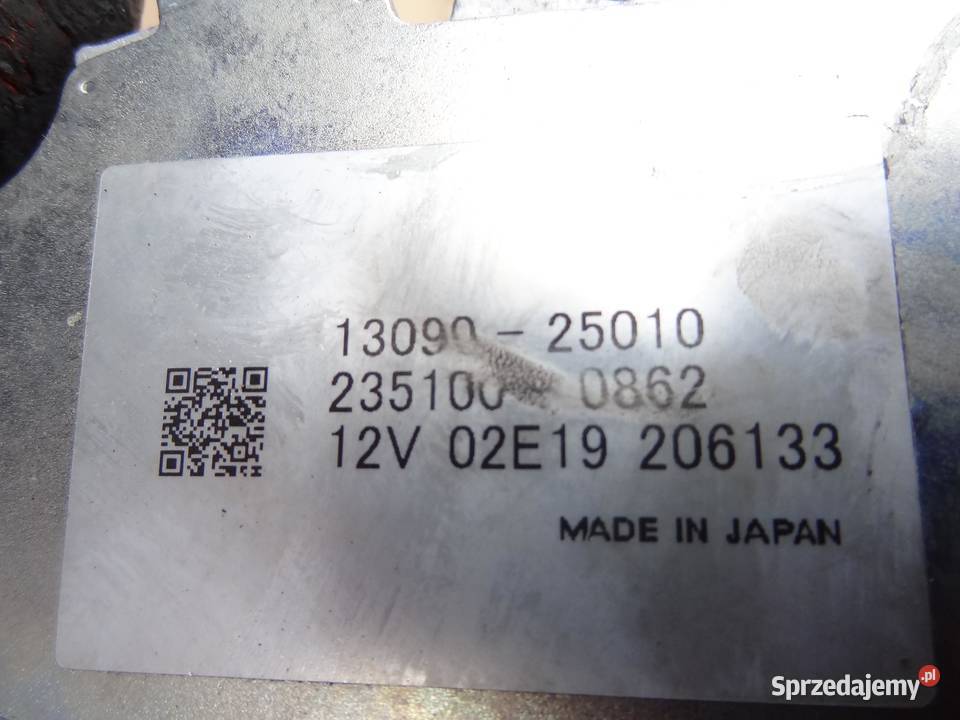 13090-25010
235100-0862
12V 02E19 206133
MADE IN JAPAN
Sprzedajemy.pl